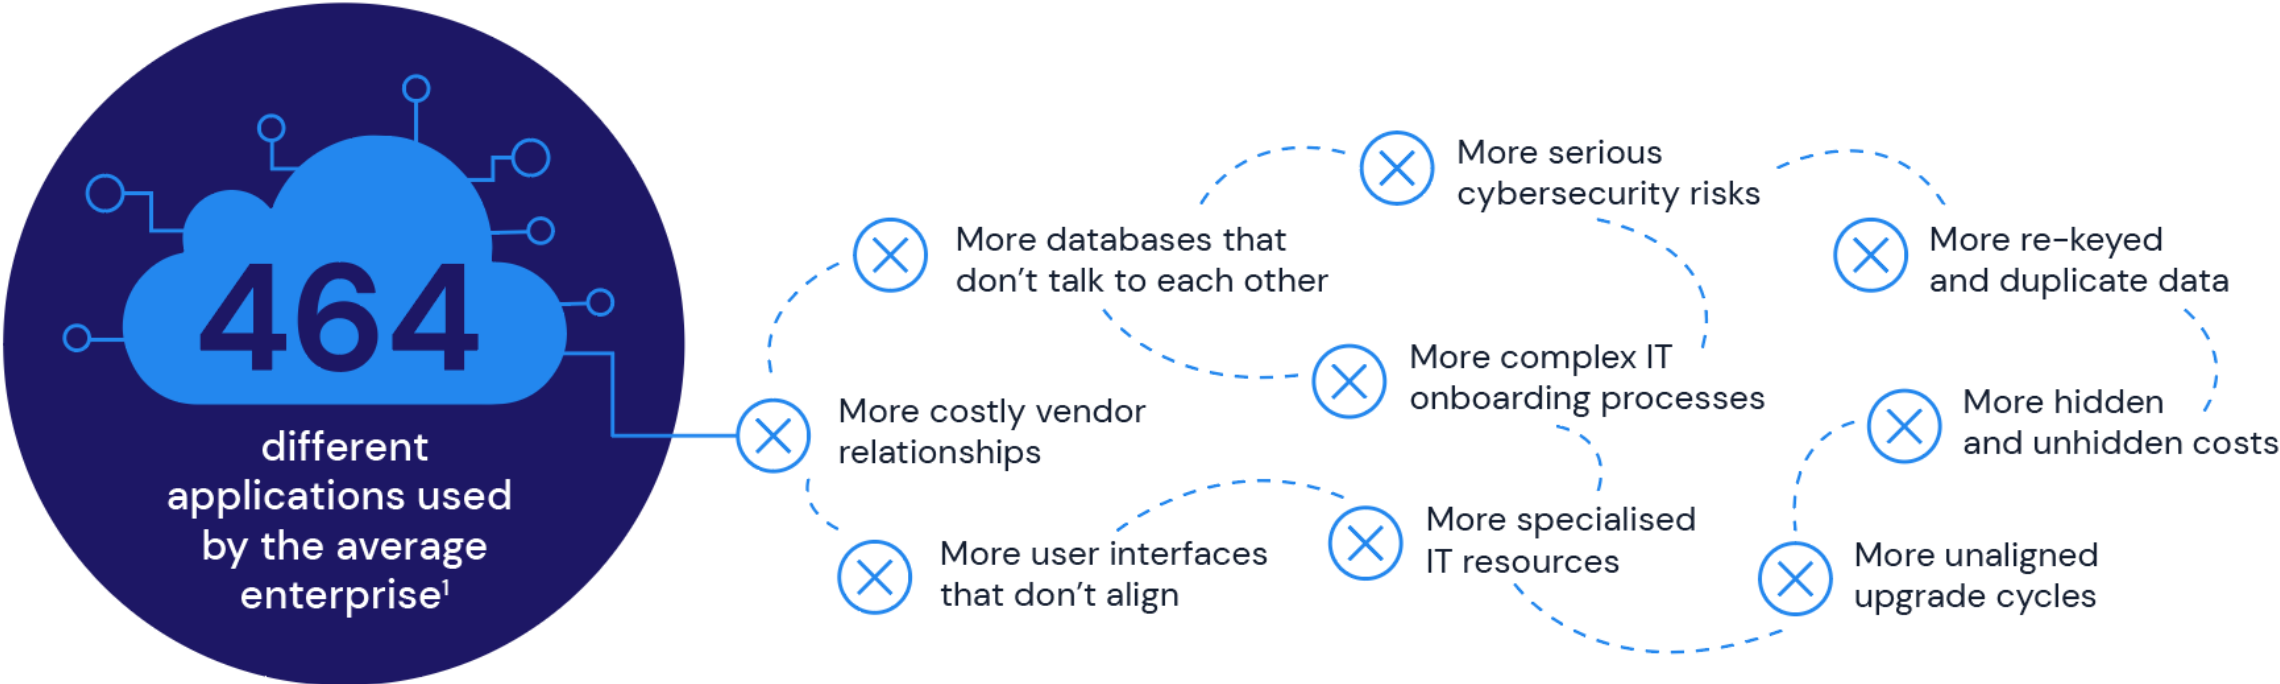 464
different
applications used
by the average
enterprise¹
More costly vendor
relationships
More databases that
don’t talk to each other
More user interfaces
that don’t align
More serious
cybersecurity risks
More complex IT
onboarding processes
More specialised
IT resources
More re-keyed
and duplicate data
More hidden
and unhidden costs
More unaligned
upgrade cycles